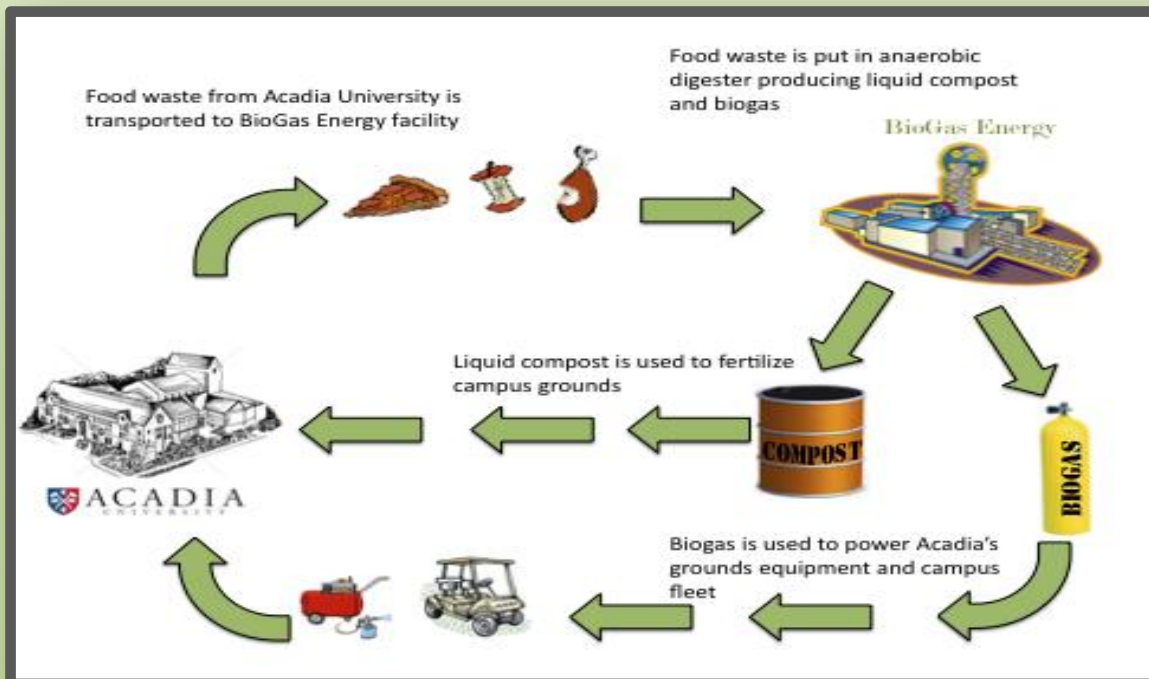 Food waste from Acadia University is
transported to BioGas Energy facility
Food waste is put in anaerobic
digester producing liquid compost
and biogas
BioGas Energy
Liquid compost is used to fertilize
campus grounds
COMPOST
BIOGAS
ACADIA
UNIVERSITY
Biogas is used to power Acadia's
grounds equipment and campus
fleet